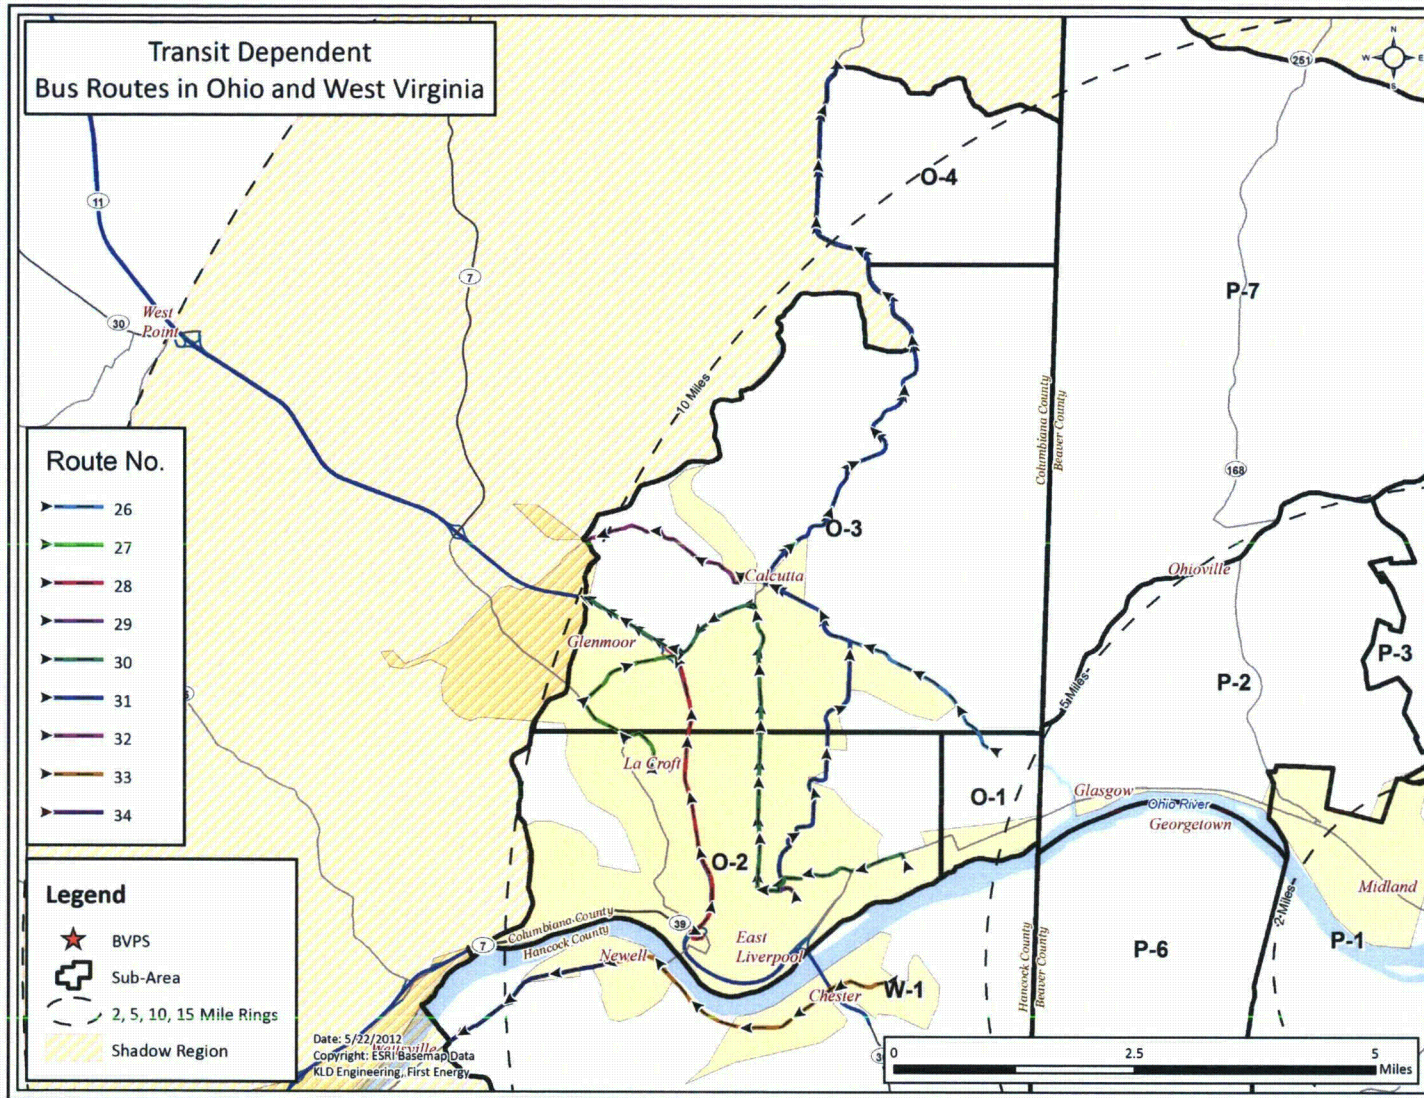 Transit Dependent
Bus Routes in Ohio and West Virginia
N
W
E
S
251
11
7
30
West
Point
O-4
P-7
10 Miles
Columbiana County
Beaver County
168
Route No.
26
27
28
29
30
31
32
33
34
O-3
Calcutta
Glenmoor
Ohioville
P-3
P-2
5 Miles
La Croft
O-1
Glasgow
Ohio River
Georgetown
O-2
Midland
2 Miles
39
7
Columbiana County
Hancock County
East
Liverpool
Newell
Chester
W-1
Hancock County
Beaver County
P-6
P-1
Legend
BVPS
Sub-Area
2, 5, 10, 15 Mile Rings
Shadow Region
Wellsville
Date: 5/22/2012
Copyright: ESRI Basemap Data
KLD Engineering, First Energy
0
2.5
5
Miles